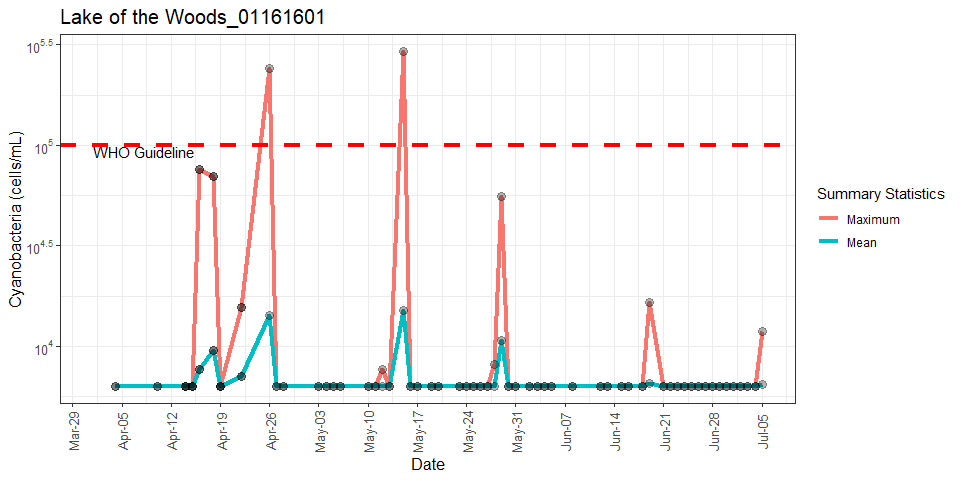 Lake of the Woods_01161601
Cyanobacteria (cells/mL)
10^5.5
10^5
10^4.5
10^4
WHO Guideline
Mar-29
Apr-05
Apr-12
Apr-19
Apr-26
May-03
May-10
May-17
May-24
May-31
Jun-07
Jun-14
Jun-21
Jun-28
Jul-05
Date
Summary Statistics
Maximum
Mean